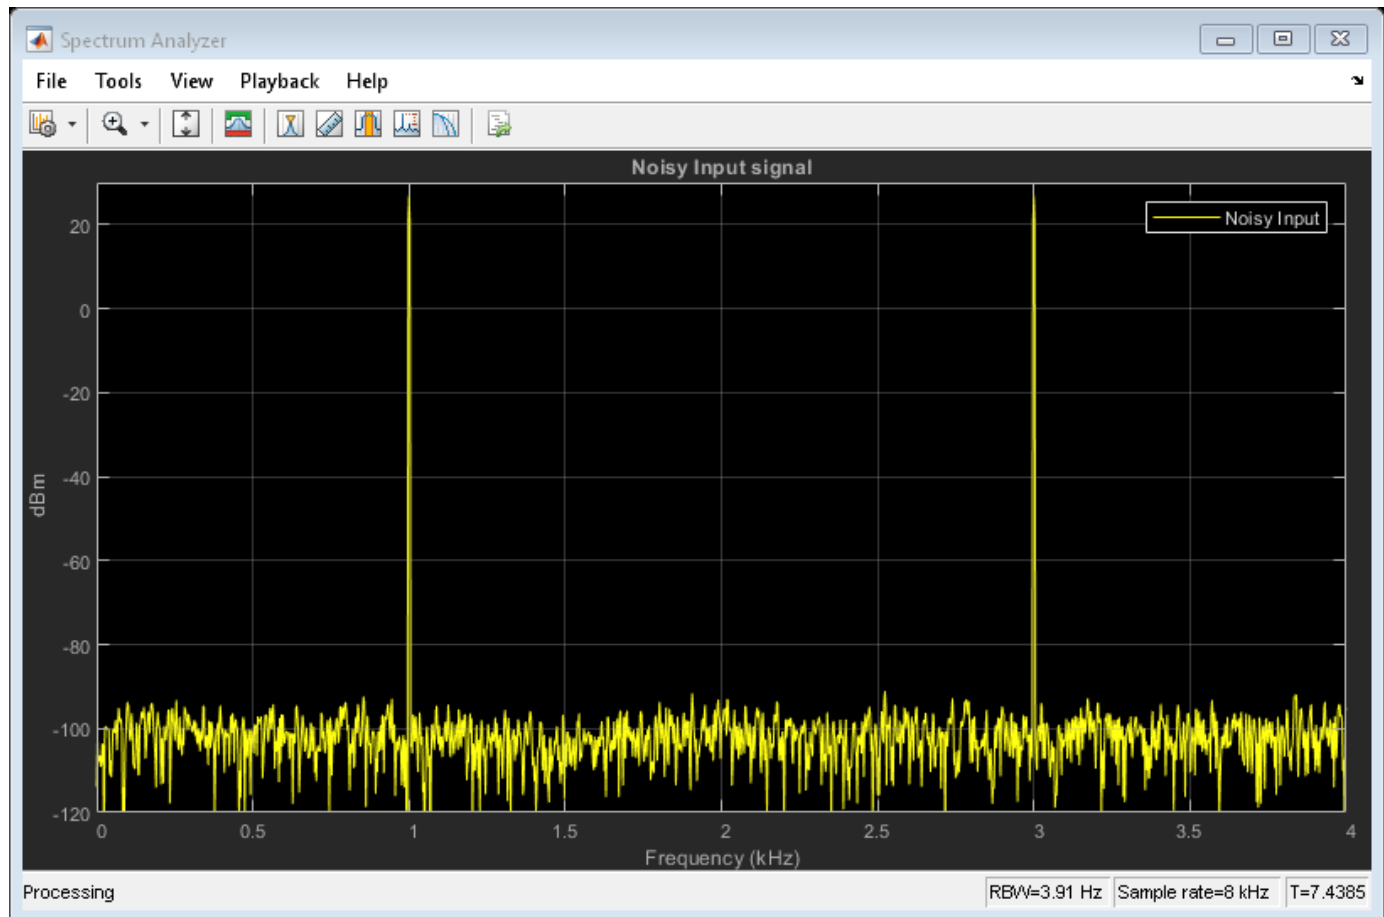 Spectrum Analyzer
File Tools View Playback Help
Noisy Input signal
Noisy Input
20
0
-20
-40
-60
-80
-100
-120
dBm
0 0.5 1 1.5 2 2.5 3 3.5 4
Frequency (kHz)
Processing RBW=3.91 Hz Sample rate=8 kHz T=7.4385